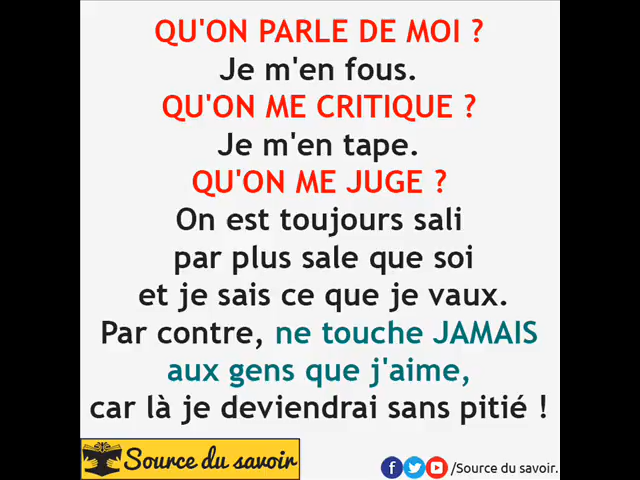 QU'ON PARLE DE MOI ?
Je m'en fous.
QU'ON ME CRITIQUE ?
Je m'en tape.
QU'ON ME JUGE ?
On est toujours sali
par plus sale que soi
et je sais ce que je vaux.
Par contre, ne touche JAMAIS
aux gens que j'aime,
car là je deviendrai sans pitié !
Source du savoir
/Source du savoir.